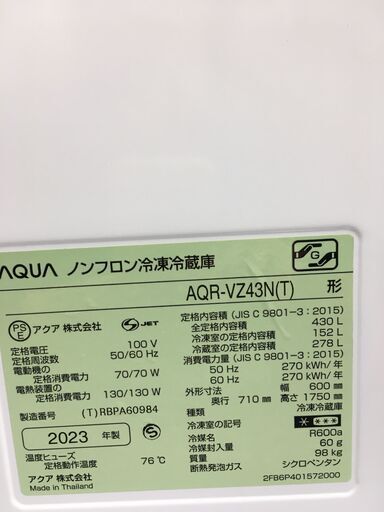 AQUA ノンフロン冷凍冷蔵庫
G
AQR-VZ43N(T) 形
PS E アクア 株式会社 S JET
定格電圧 100 V
定格周波数 50/60 Hz
電動機の
定格消費電力 70/70 W
電熱装置の
定格消費電力 130/130 W
製造番号 (T)RBPA60984
2023 年製 S
温度ヒューズ
定格動作温度 76℃
アクア 株式会社
Made in Thailand
定格内容積 (JIS C 9801-3:2015)
全定格内容積 430 L
冷凍室の定格内容積 152 L
冷蔵室の定格内容積 278 L
消費電力量 (JIS C 9801-3:2015)
50 Hz 270 kWh/年
60 Hz 270 kWh/年
外形寸法 幅 600 mm
奥行 710 mm 高さ 1750 mm
種類 冷凍冷蔵庫
冷凍室の記号 * ***
冷媒名 R600a
冷媒封入量 60 g
質量 98 kg
断熱発泡ガス シクロペンタン
2FB6P401572000